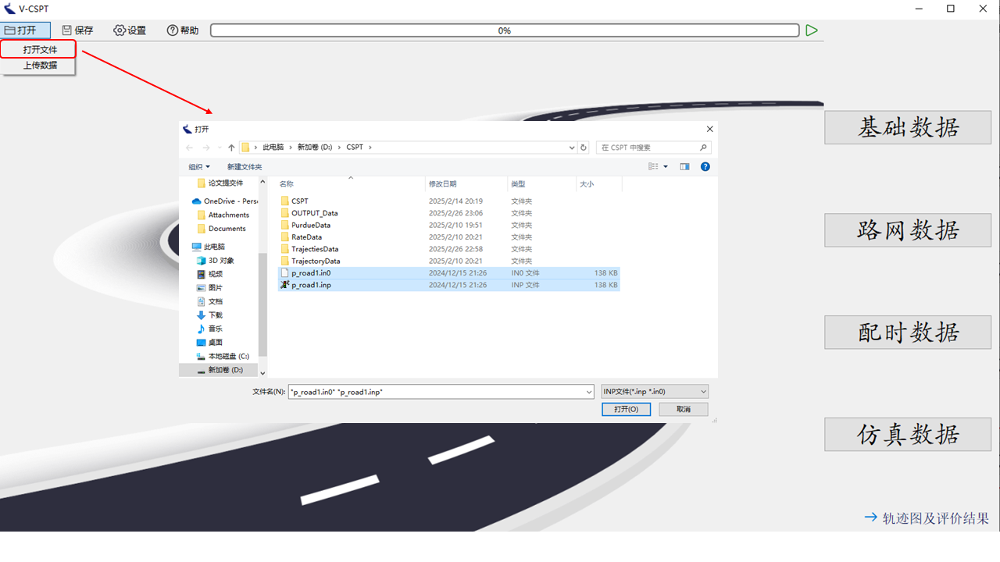 V-CSPT
打开 保存 设置 帮助 0%
打开文件
上传数据
打开
此电脑 › 新加卷 (D:) › CSPT ›
在 CSPT 中搜索
组织 新建文件夹
论文提交件
OneDrive - Perse
Attachments
Documents
此电脑
3D 对象
视频
图片
文档
下载
音乐
桌面
本地磁盘 (C:)
新加卷 (D:)
名称 修改日期 类型 大小
CSPT 2025/2/14 20:19 文件夹
OUTPUT_Data 2025/2/26 23:06 文件夹
PurdueData 2025/2/10 19:51 文件夹
RateData 2025/2/10 20:21 文件夹
TrajectiesData 2025/2/26 22:58 文件夹
TrajectoryData 2025/2/10 20:21 文件夹
p_road1.in0 2024/12/15 21:26 IN0 文件 138 KB
p_road1.inp 2024/12/15 21:26 INP 文件 138 KB
文件名(N): "p_road1.in0" "p_road1.inp" INP文件(*.inp *.in0)
打开(O) 取消
基础数据
路网数据
配时数据
仿真数据
轨迹图及评价结果